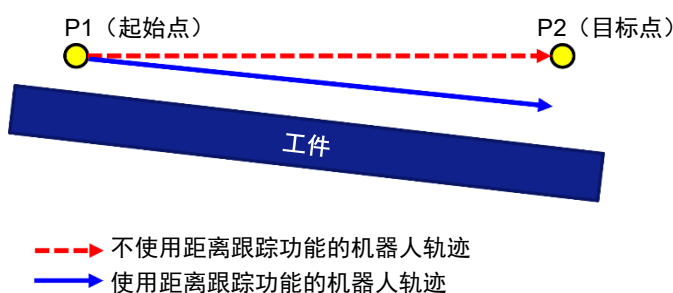 P1（起始点） P2（目标点）
工件
不使用距离跟踪功能的机器人轨迹
使用距离跟踪功能的机器人轨迹